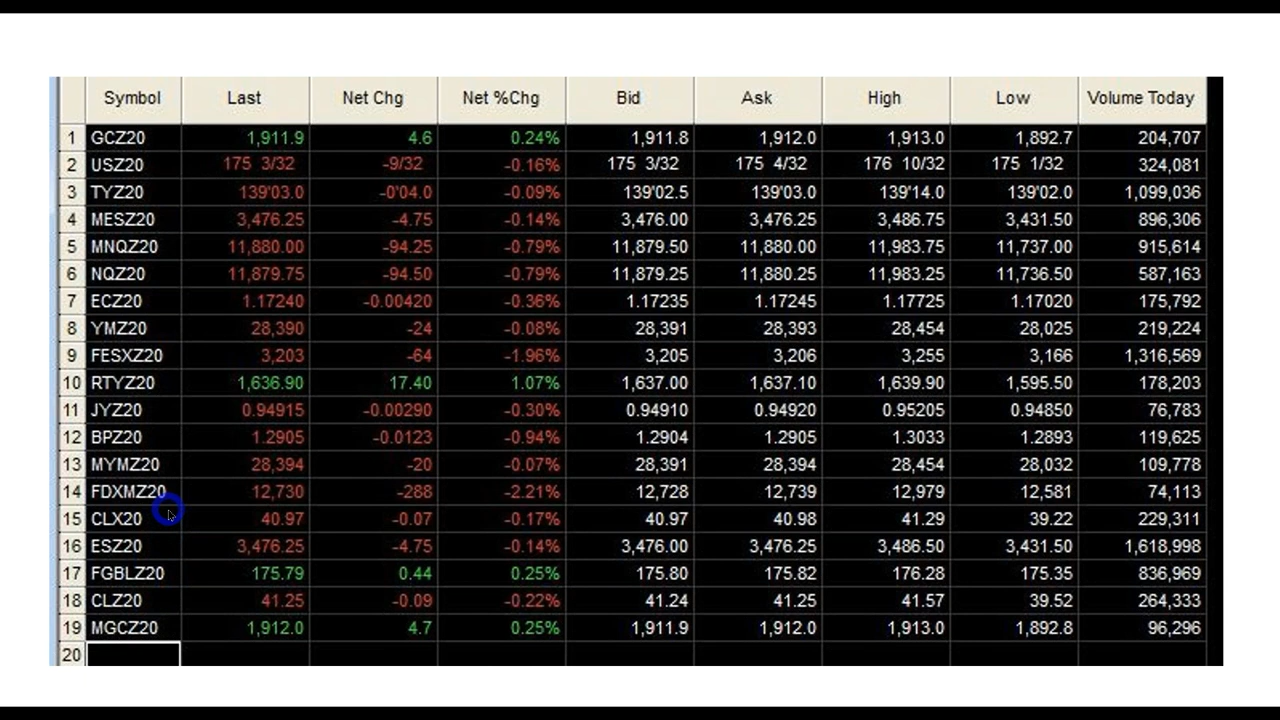 Symbol Last Net Chg Net %Chg Bid Ask High Low Volume Today
1 GCZ20 1,911.9 4.6 0.24% 1,911.8 1,912.0 1,913.0 1,892.7 204,707
2 USZ20 175 3/32 -9/32 -0.16% 175 3/32 175 4/32 176 10/32 175 1/32 324,081
3 TYZ20 139'03.0 -0'04.0 -0.09% 139'02.5 139'03.0 139'14.0 139'02.0 1,099,036
4 MESZ20 3,476.25 -4.75 -0.14% 3,476.00 3,476.25 3,486.75 3,431.50 896,306
5 MNQZ20 11,880.00 -94.25 -0.79% 11,879.50 11,880.00 11,983.75 11,737.00 915,614
6 NQZ20 11,879.75 -94.50 -0.79% 11,879.25 11,880.25 11,983.25 11,736.50 587,163
7 ECZ20 1.17240 -0.00420 -0.36% 1.17235 1.17245 1.17725 1.17020 175,792
8 YMZ20 28,390 -24 -0.08% 28,391 28,393 28,454 28,025 219,224
9 FESXZ20 3,203 -64 -1.96% 3,205 3,206 3,255 3,166 1,316,569
10 RTYZ20 1,636.90 17.40 1.07% 1,637.00 1,637.10 1,639.90 1,595.50 178,203
11 JYZ20 0.94915 -0.00290 -0.30% 0.94910 0.94920 0.95205 0.94850 76,783
12 BPZ20 1.2905 -0.0123 -0.94% 1.2904 1.2905 1.3033 1.2893 119,625
13 MYMZ20 28,394 -20 -0.07% 28,391 28,394 28,454 28,032 109,778
14 FDXMZ20 12,730 -288 -2.21% 12,728 12,739 12,979 12,581 74,113
15 CLX20 40.97 -0.07 -0.17% 40.97 40.98 41.29 39.22 229,311
16 ESZ20 3,476.25 -4.75 -0.14% 3,476.00 3,476.25 3,486.50 3,431.50 1,618,998
17 FGBLZ20 175.79 0.44 0.25% 175.80 175.82 176.28 175.35 836,969
18 CLZ20 41.25 -0.09 -0.22% 41.24 41.25 41.57 39.52 264,333
19 MGCZ20 1,912.0 4.7 0.25% 1,911.9 1,912.0 1,913.0 1,892.8 96,296
20